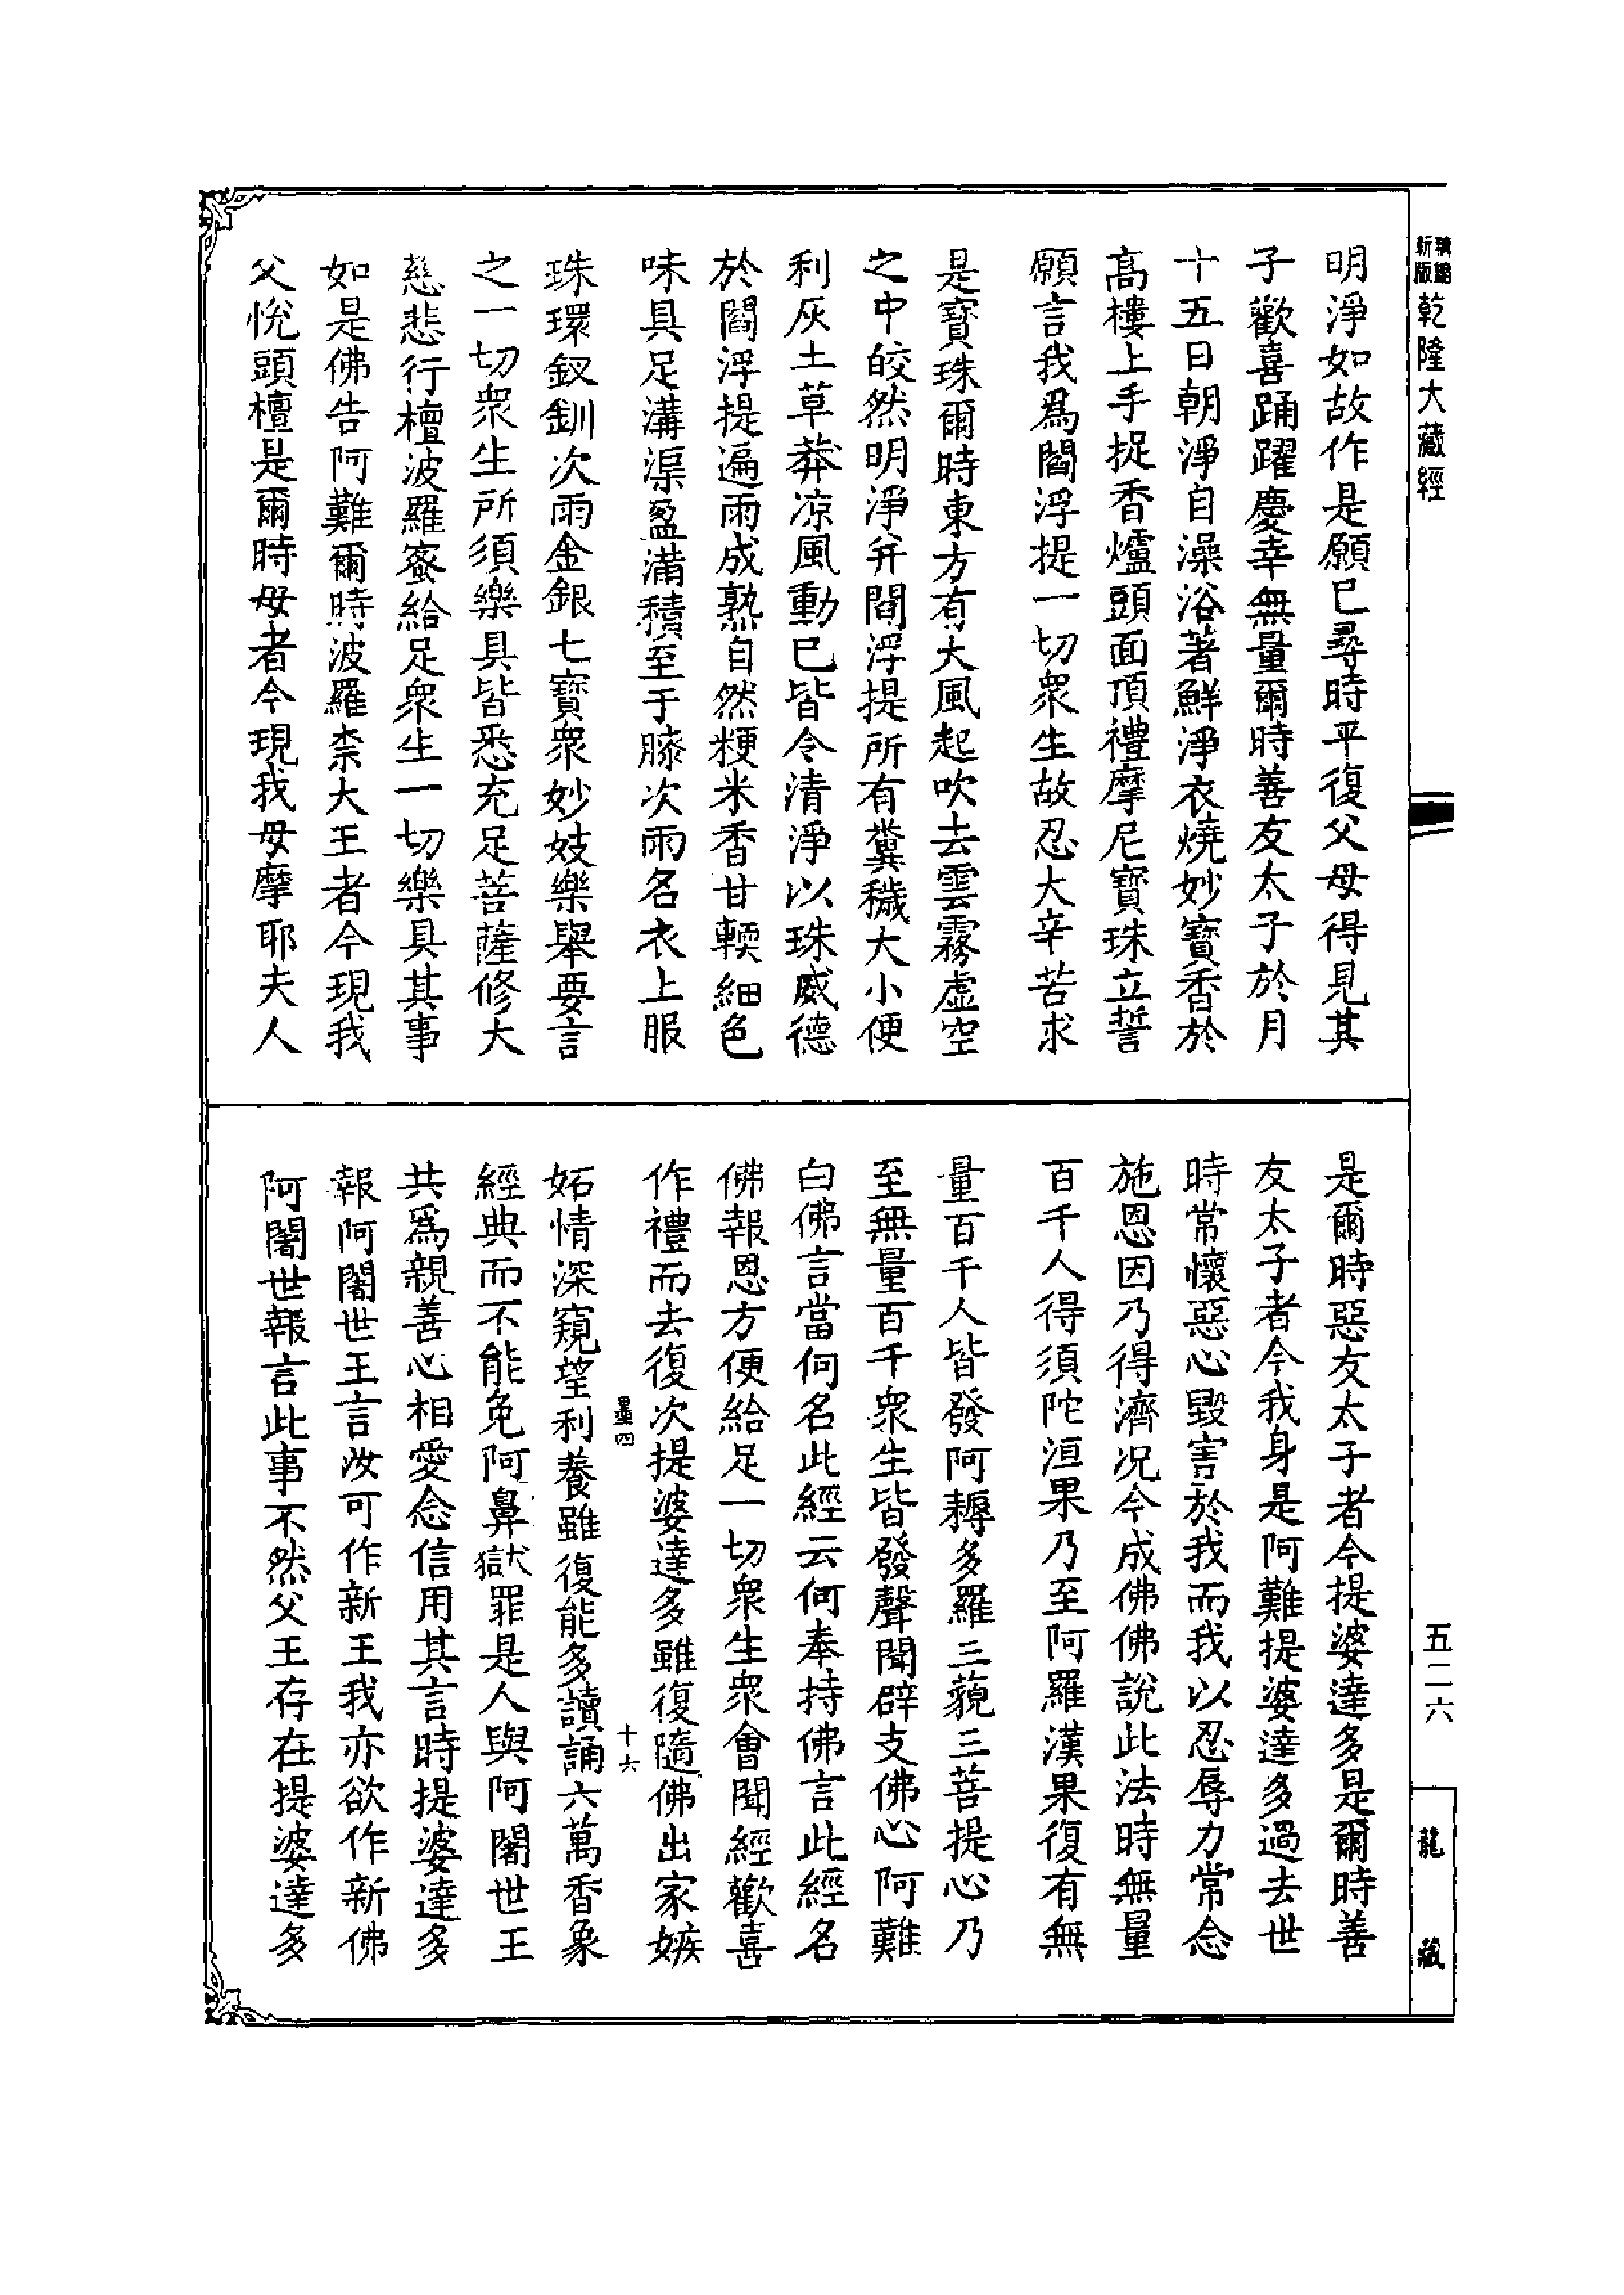 新版
乾隆大藏經
明淨如故作是願已尋時平復父母得見其
子歡喜踊躍慶幸無量爾時善友太子於月
十五日朝淨自澡浴著鮮淨衣燒妙寶香於
高樓上手捉香爐頭面頂禮摩尼寶珠立誓
願言我爲閻浮提一切衆生故忍大辛苦求
是寶珠爾時東方有大風起吹去雲霧虛空
之中皎然明淨并閻浮提所有糞穢大小便
利灰土草莽涼風動已皆令清淨以珠威德
於閻浮提遍雨成熟自然粳米香甘輭細色
味具足溝渠盈滿積至于膝次雨名衣上服
珠環釵釧次雨金銀七寶衆妙妓樂舉要言
之一切衆生所須樂具皆悉充足菩薩修大
慈悲行檀波羅蜜給足衆生一切樂具其事
如是佛告阿難爾時波羅柰大王者今現我
父悅頭檀是爾時母者今現我母摩耶夫人
是爾時惡友太子者今提婆達多是爾時善
友太子者今我身是阿難提婆達多過去世
時常懷惡心毀害於我而我以忍辱力常念
施恩因乃得濟況今成佛佛說此法時無量
百千人得須陀洹果乃至阿羅漢果復有無
量百千人皆發阿耨多羅三藐三菩提心乃
至無量百千衆生皆發聲聞辟支佛心阿難
白佛言當何名此經云何奉持佛言此經名
佛報恩方便給足一切衆生衆會聞經歡喜
作禮而去復次提婆達多雖復隨佛出家嫉
四 十六
妬情深窺望利養雖復能多讀誦六萬香象
經典而不能免阿鼻獄罪是人與阿闍世王
共爲親善心相愛念信用其言時提婆達多
報阿闍世王言汝可作新王我亦欲作新佛
阿闍世報言此事不然父王存在提婆達多
五二六
龍藏